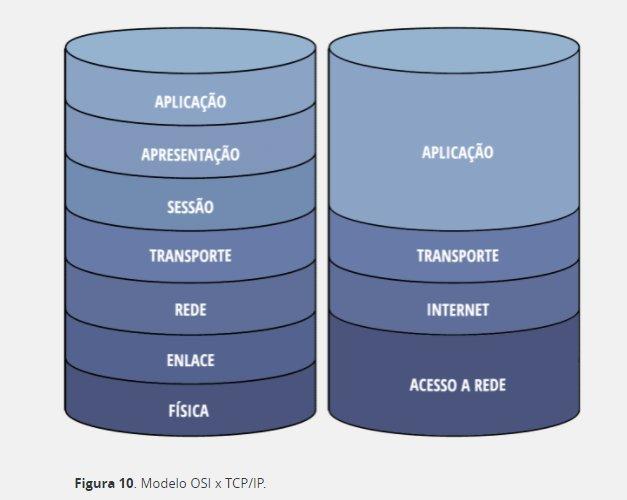 APLICAÇÃO
APRESENTAÇÃO
SESSÃO
TRANSPORTE
REDE
ENLACE
FÍSICA
APLICAÇÃO
TRANSPORTE
INTERNET
ACESSO A REDE
Figura 10. Modelo OSI x TCP/IP.